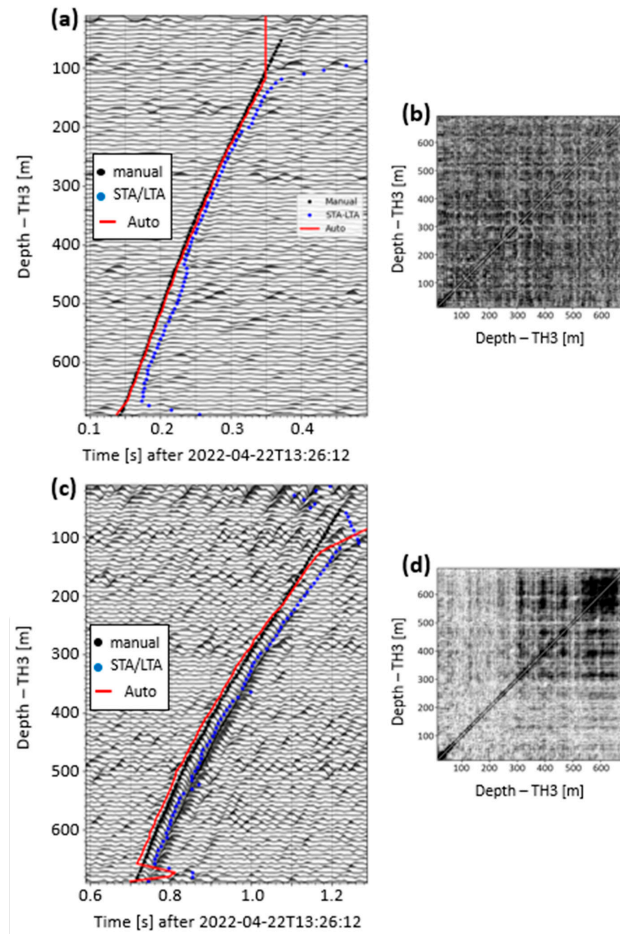 (a)
100
200
300
400
500
600
Depth – TH3 [m]
manual
STA/LTA
Auto
Manual
STA-LTA
Auto
0.1 0.2 0.3 0.4
Time [s] after 2022-04-22T13:26:12
(b)
600
500
400
300
200
100
Depth – TH3 [m]
100 200 300 400 500 600
Depth – TH3 [m]
(c)
100
200
300
400
500
600
Depth – TH3 [m]
manual
STA/LTA
Auto
0.6 0.8 1.0 1.2
Time [s] after 2022-04-22T13:26:12
(d)
600
500
400
300
200
100
Depth – TH3 [m]
100 200 300 400 500 600
Depth – TH3 [m]